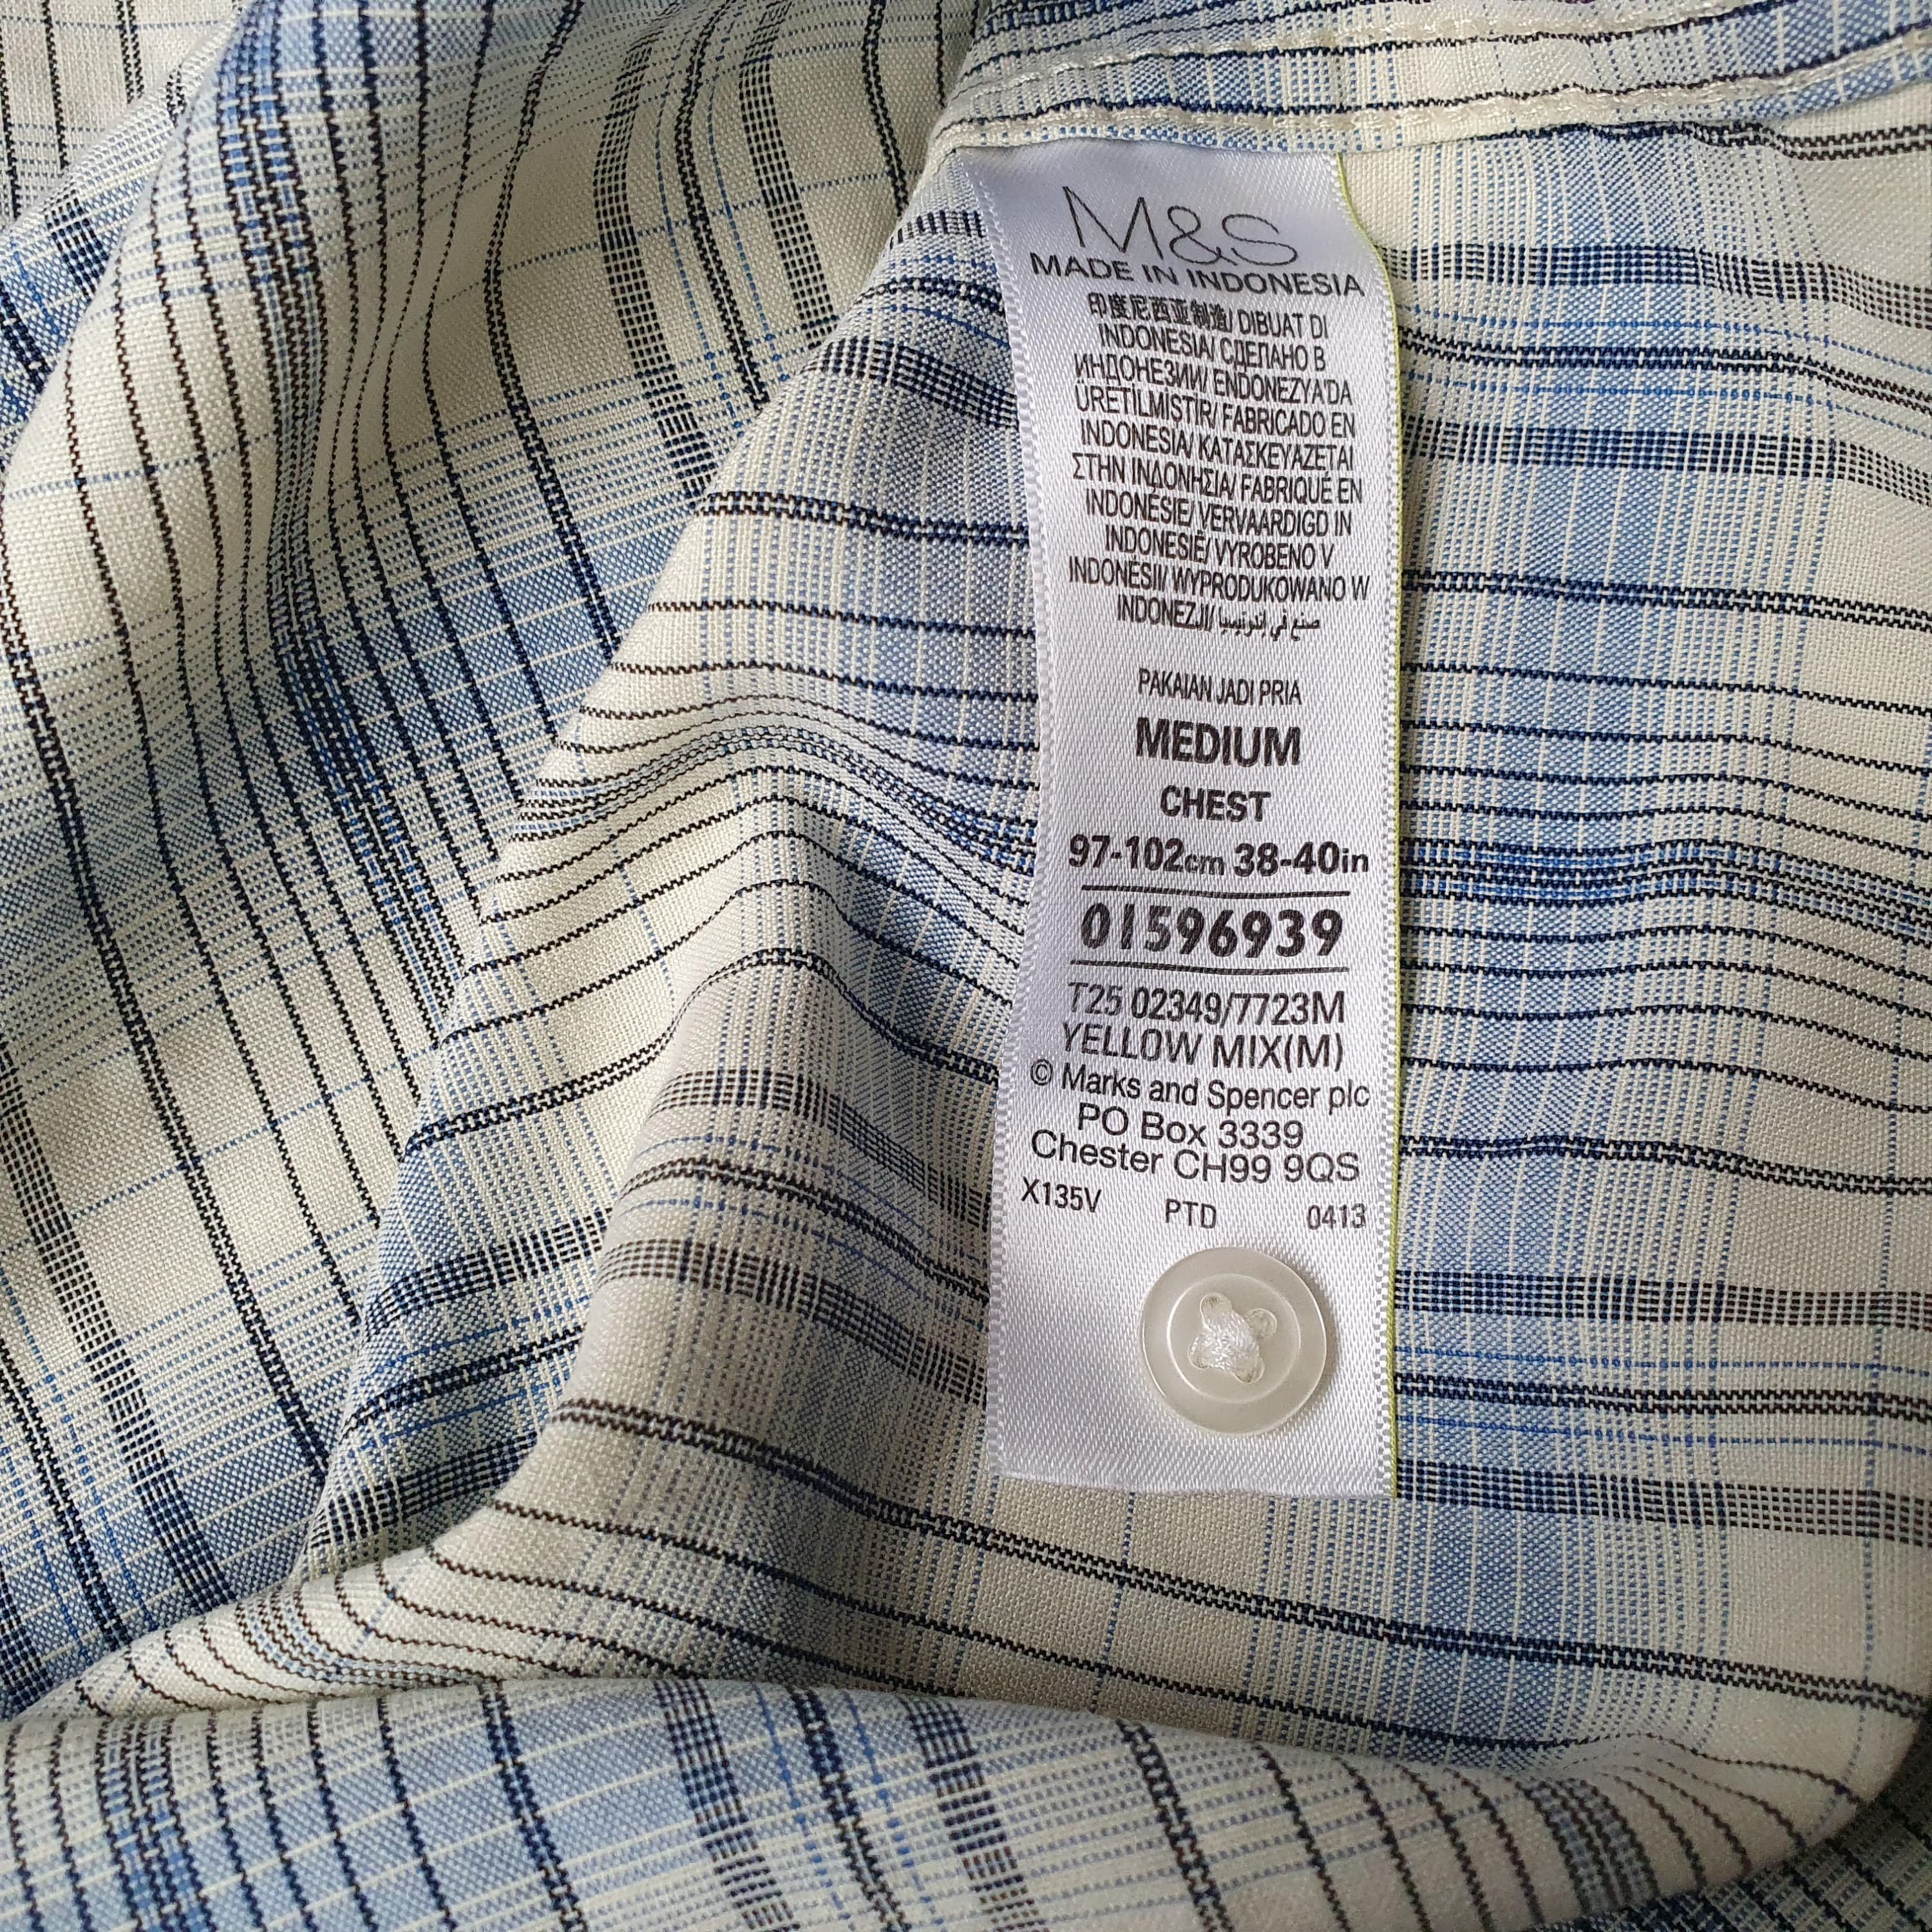 M&S
MADE IN INDONESIA
印度尼西亚制造/ DIBUAT DI
INDONESIA/ СДЕЛАНО В
ИНДОНЕЗИИ/ ENDONEZYA'DA
ÜRETILMISTIR/ FABRICADO EN
INDONESIA/ ΚΑΤΑΣΚΕΥΑΖΕΤΑΙ
ΣΤΗΝ ΙΝΔΟΝΗΣΙΑ/ FABRIQUÉ EN
INDONÉSIE/ VERVAARDIGD IN
INDONESIË/ VYROBENO V
INDONESII/ WYPRODUKOWANO W
INDONEZJI/ صنع في إندونيسيا
PAKAIAN JADI PRIA
MEDIUM
CHEST
97-102cm 38-40in
01596939
T25 02349/7723M
YELLOW MIX(M)
© Marks and Spencer plc
PO Box 3339
Chester CH99 9QS
X135V PTD 0413